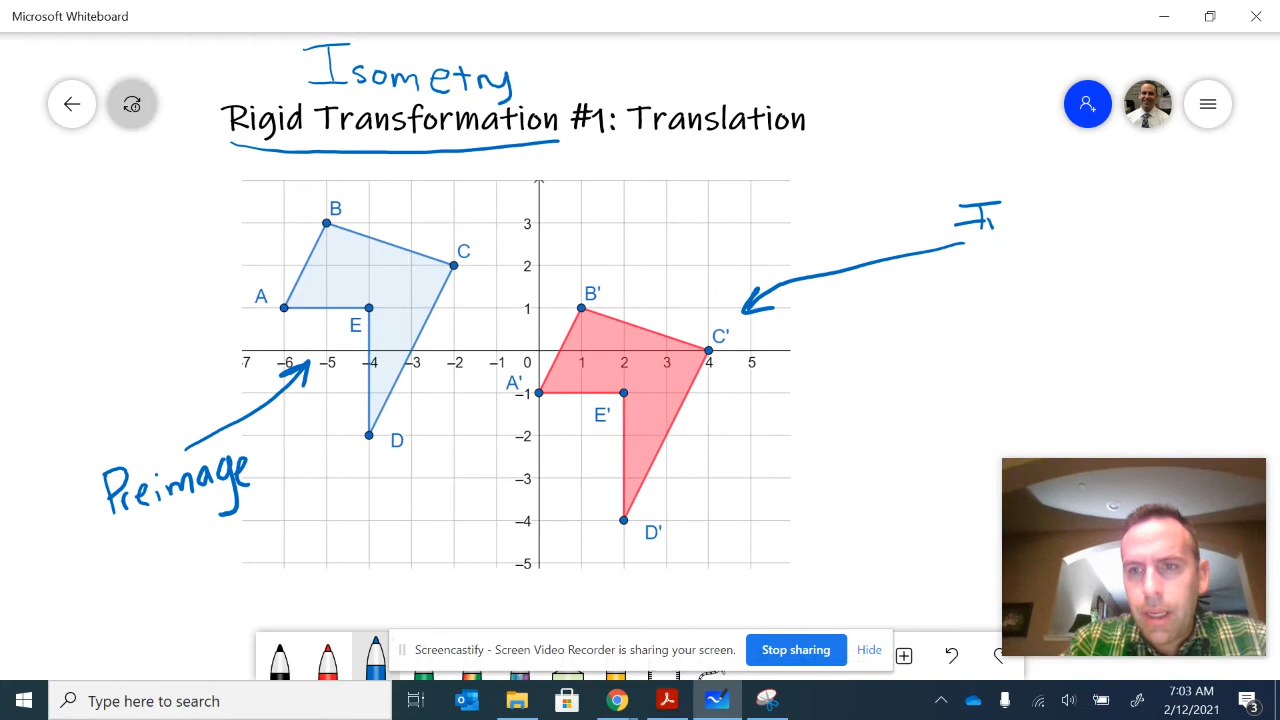 Microsoft Whiteboard
Isometry
Rigid Transformation #1: Translation
B
3
C
2
A
B'
1
E
C'
–7 –6 –5 –4 –3 –2 –1 0 1 2 3 4 5
A'
–1
E'
D
–2
Preimage
–3
–4
D'
–5
Screencastify - Screen Video Recorder is sharing your screen.
Stop sharing
Hide
Type here to search
7:03 AM
2/12/2021
3